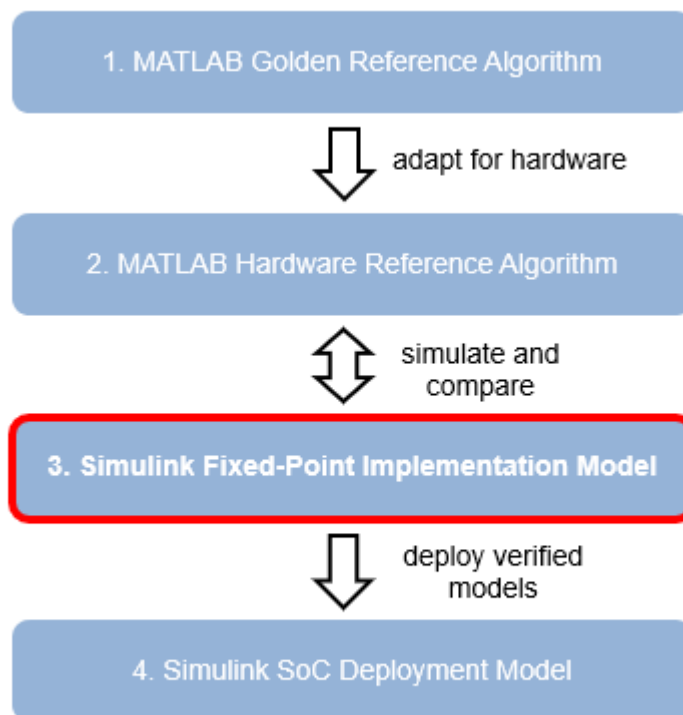 1. MATLAB Golden Reference Algorithm
adapt for hardware
2. MATLAB Hardware Reference Algorithm
simulate and
compare
3. Simulink Fixed-Point Implementation Model
deploy verified
models
4. Simulink SoC Deployment Model